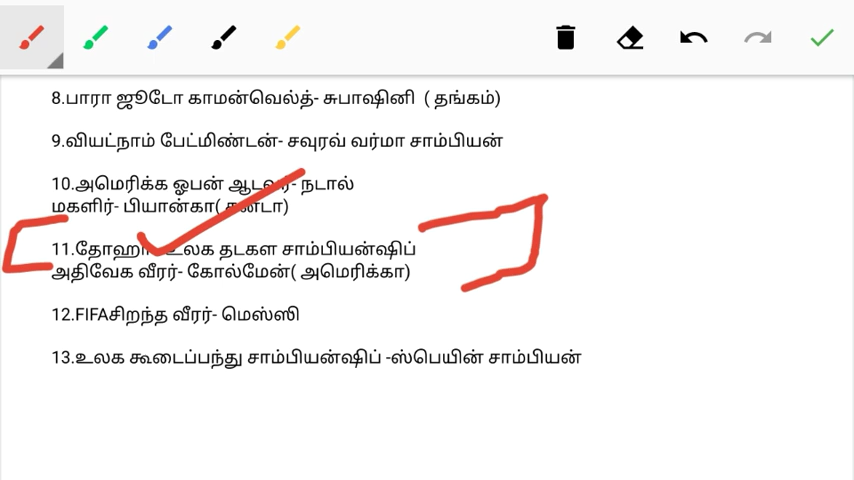 8.பாரா ஜூடோ காமன்வெல்த்- சுபாஷினி ( தங்கம்)
9.வியட்நாம் பேட்மிண்டன்- சவுரவ் வர்மா சாம்பியன்
10.அமெரிக்க ஓபன் ஆடவர்- நடால்
மகளிர்- பியான்கா( கனடா)
11.தோஹா உலக தடகள சாம்பியன்ஷிப்
அதிவேக வீரர்- கோல்மேன்( அமெரிக்கா)
12.FIFAசிறந்த வீரர்- மெஸ்ஸி
13.உலக கூடைப்பந்து சாம்பியன்ஷிப் -ஸ்பெயின் சாம்பியன்